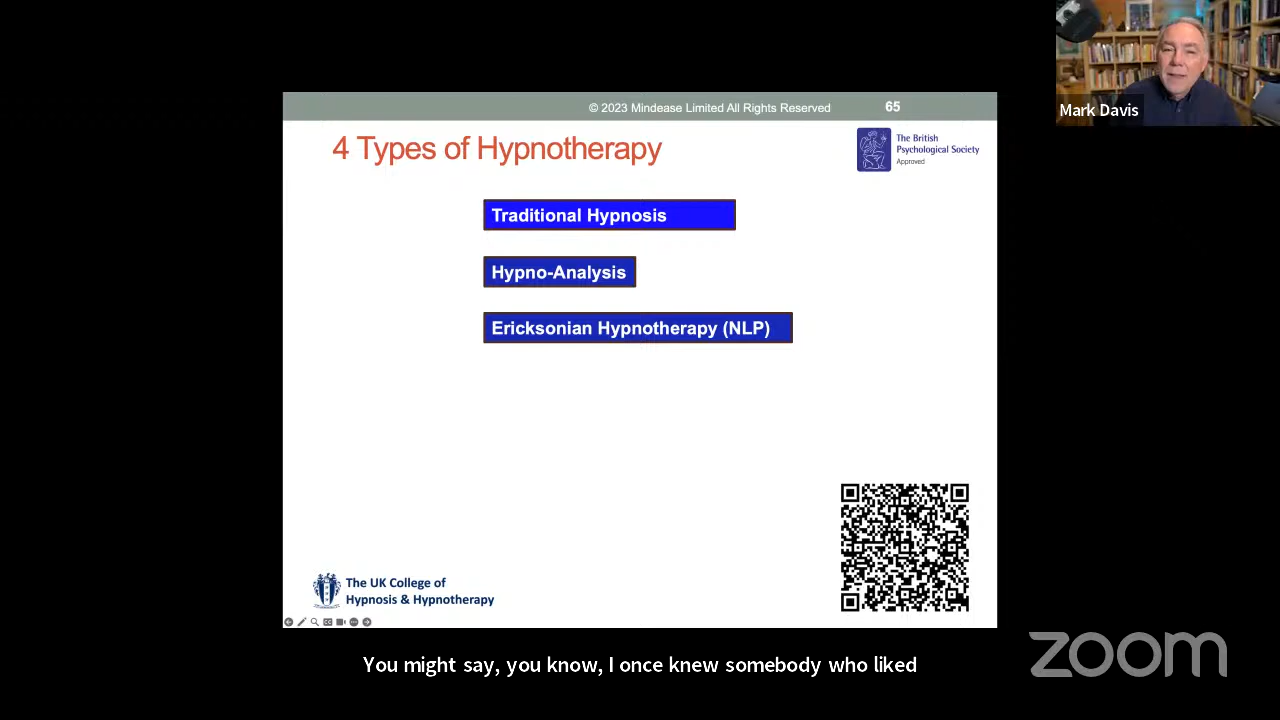 © 2023 Mindease Limited All Rights Reserved 65
Mark Davis
4 Types of Hypnotherapy
The British
Psychological Society
Approved
Traditional Hypnosis
Hypno-Analysis
Ericksonian Hypnotherapy (NLP)
The UK College of
Hypnosis & Hypnotherapy
You might say, you know, I once knew somebody who liked
zoom